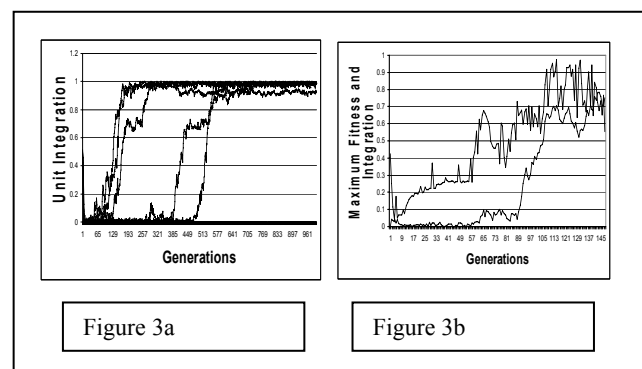 Unit Integration
1.2
1
0.8
0.6
0.4
0.2
0
1 65 129 193 257 321 385 449 513 577 641 705 769 833 897 961
Generations
Maximum Fitness and
Integration
1
0.9
0.8
0.7
0.6
0.5
0.4
0.3
0.2
0.1
0
1 9 17 25 33 41 49 57 65 73 81 89 97 105 113 121 129 137 145
Generations
Figure 3a
Figure 3b